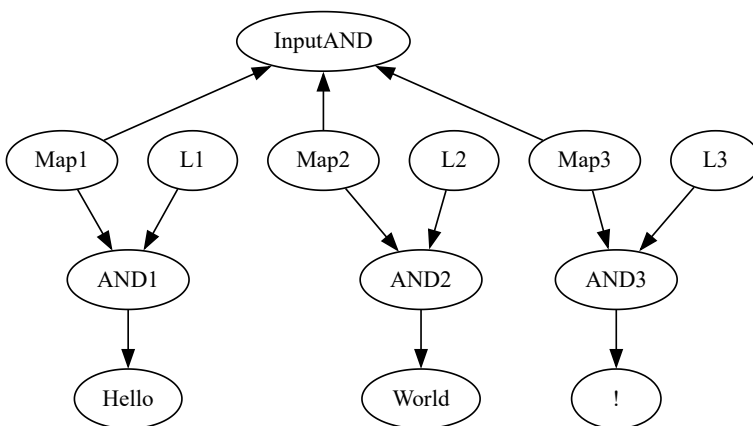 InputAND
Map1
L1
Map2
L2
Map3
L3
AND1
AND2
AND3
Hello
World
!